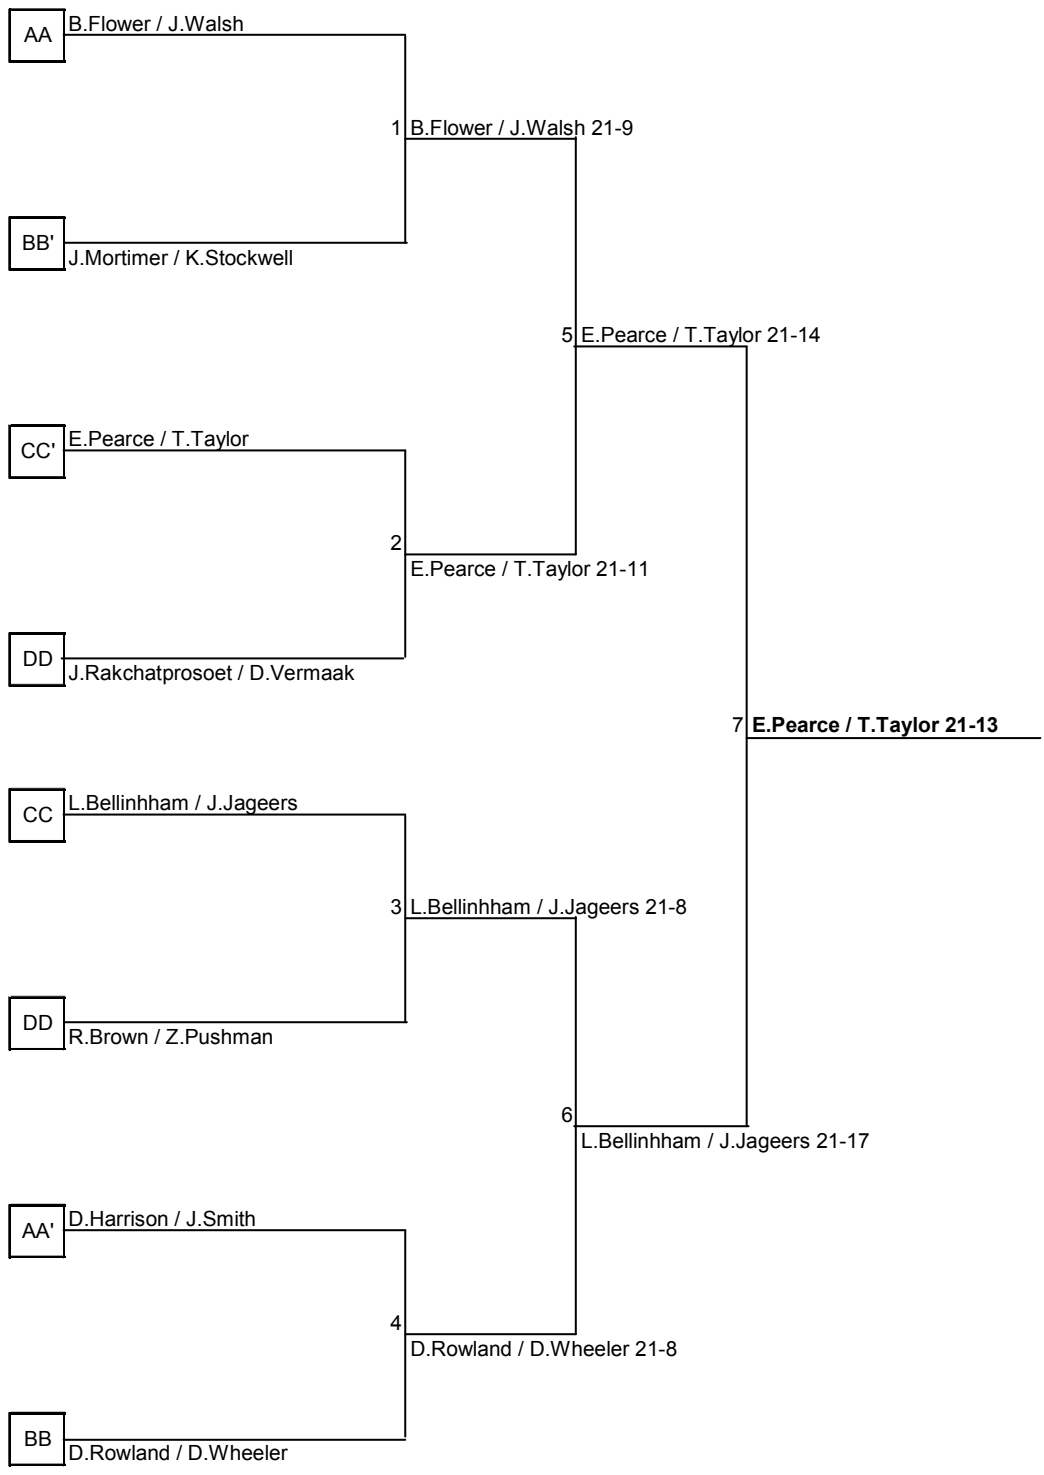 AA B.Flower / J.Walsh
1 B.Flower / J.Walsh 21-9
BB' J.Mortimer / K.Stockwell
5 E.Pearce / T.Taylor 21-14
CC' E.Pearce / T.Taylor
2 E.Pearce / T.Taylor 21-11
DD J.Rakchatprosoet / D.Vermaak
7 E.Pearce / T.Taylor 21-13
CC L.Bellinhham / J.Jageers
3 L.Bellinhham / J.Jageers 21-8
DD R.Brown / Z.Pushman
6 L.Bellinhham / J.Jageers 21-17
AA' D.Harrison / J.Smith
4 D.Rowland / D.Wheeler 21-8
BB D.Rowland / D.Wheeler